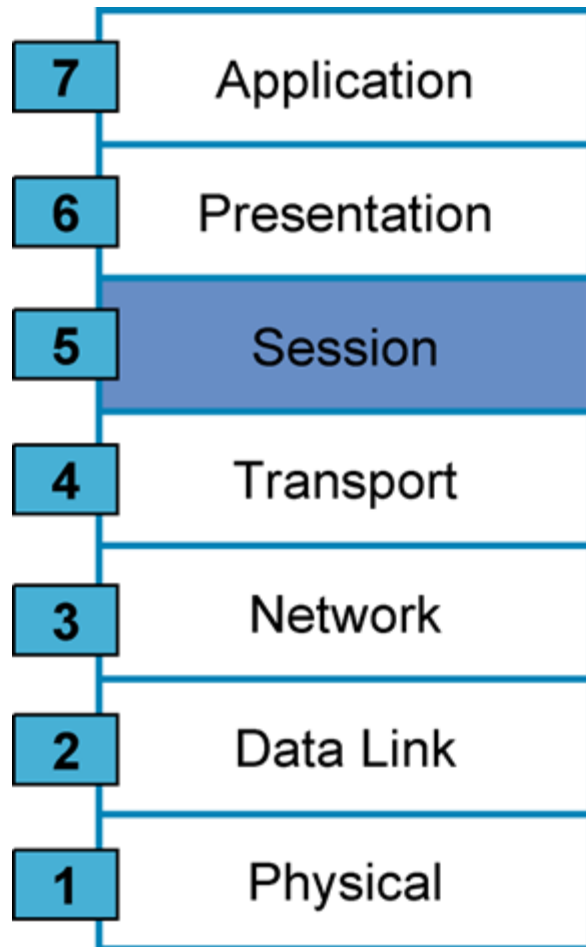 7 Application
6 Presentation
5 Session
4 Transport
3 Network
2 Data Link
1 Physical